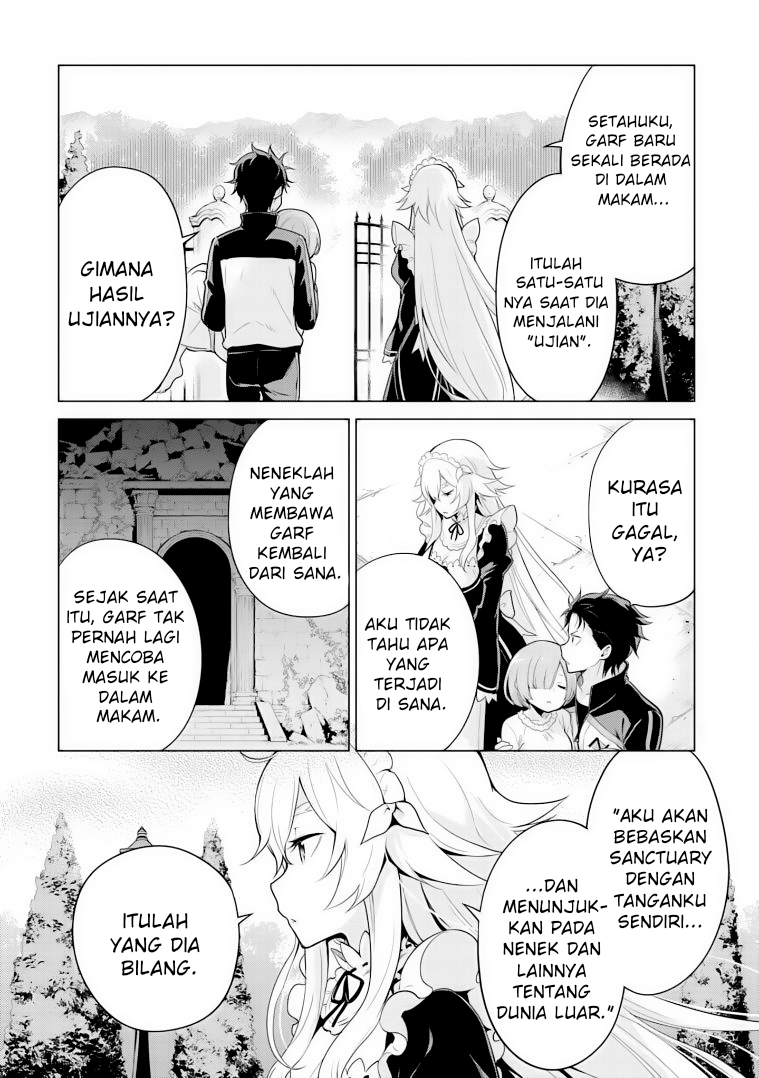 SETAHUKU,
GARF BARU
SEKALI BERADA
DI DALAM
MAKAM...
ITULAH
SATU-SATU
NYA SAAT DIA
MENJALANI
"UJIAN".
GIMANA
HASIL
UJIANNYA?
KURASA
ITU
GAGAL,
YA?
AKU TIDAK
TAHU APA
YANG
TERJADI
DI SANA.
NENEKLAH
YANG
MEMBAWA
GARF
KEMBALI
DARI SANA.
SEJAK SAAT
ITU, GARF TAK
PERNAH LAGI
MENCOBA
MASUK KE
DALAM
MAKAM.
"AKU AKAN
BEBASKAN
SANCTUARY
DENGAN
TANGANKU
SENDIRI...
...DAN
MENUNJUK-
KAN PADA
NENEK DAN
LAINNYA
TENTANG
DUNIA LUAR."
ITULAH
YANG DIA
BILANG.